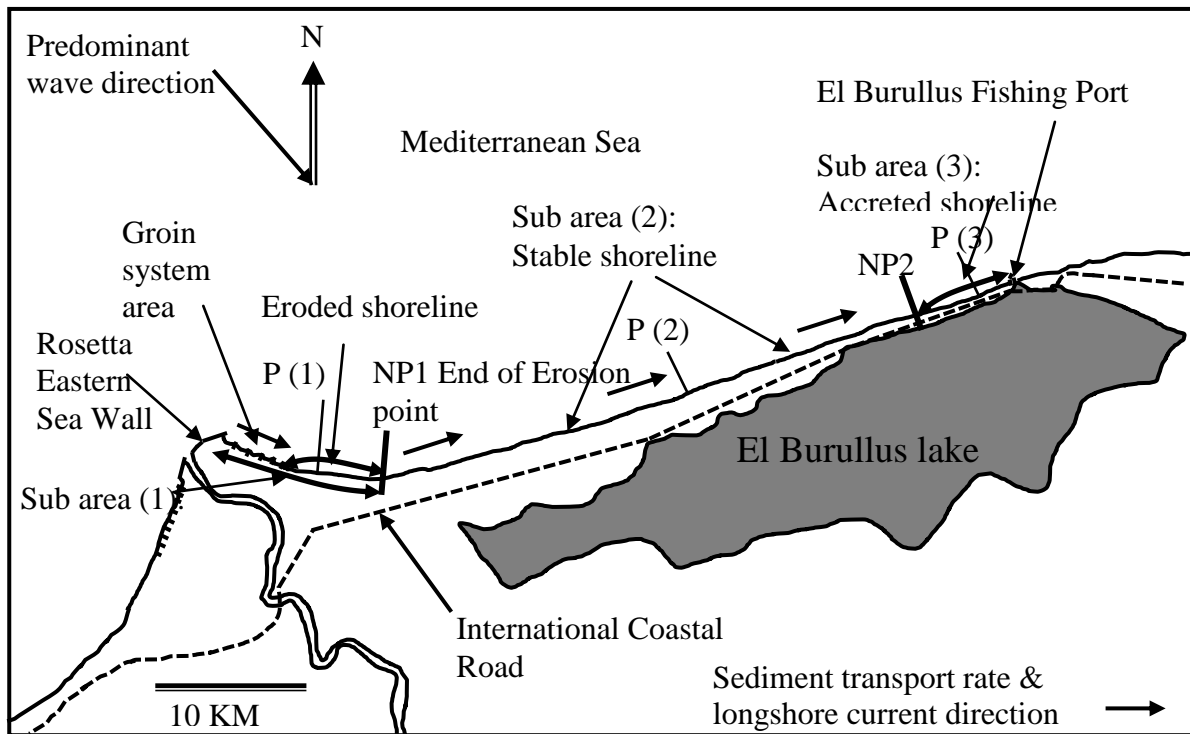 Predominant
wave direction
N
El Burullus Fishing Port
Mediterranean Sea
Sub area (3):
Accreted shoreline
P (3)
Sub area (2):
Stable shoreline
NP2
Groin
system
area
Eroded shoreline
P (2)
Rosetta
Eastern
Sea Wall
P (1)
NP1 End of Erosion
point
El Burullus lake
Sub area (1)
International Coastal
Road
10 KM
Sediment transport rate &
longshore current direction